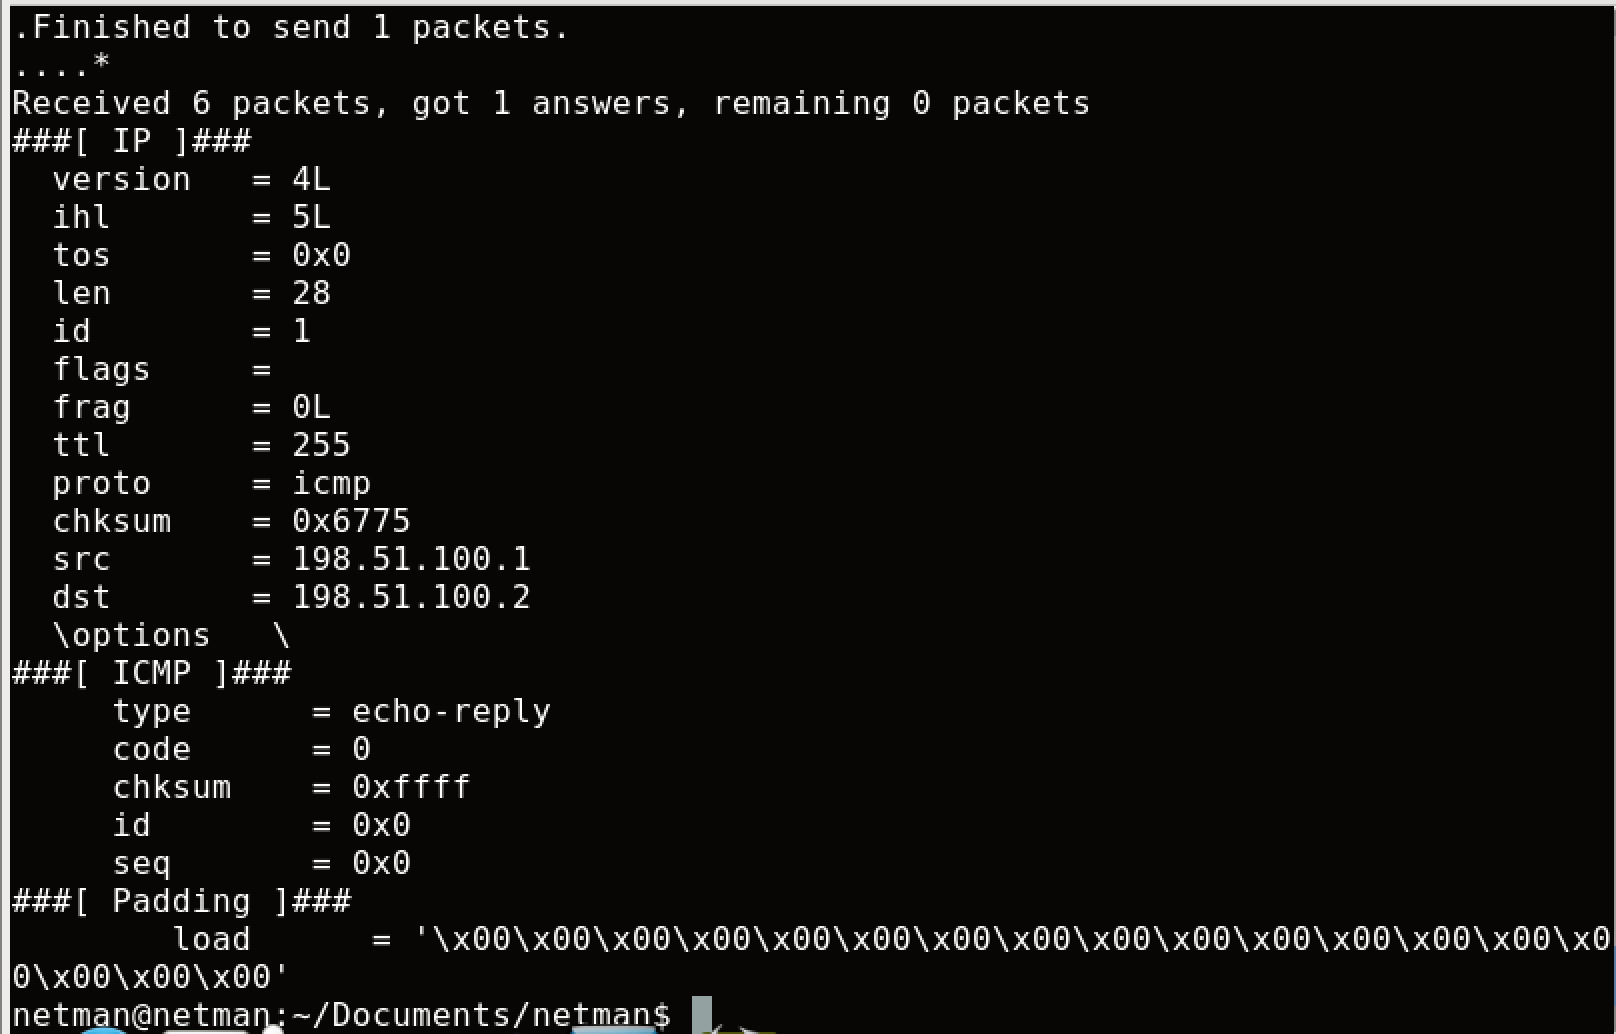 .Finished to send 1 packets.
....*
Received 6 packets, got 1 answers, remaining 0 packets
###[ IP ]###
  version   = 4L
  ihl       = 5L
  tos       = 0x0
  len       = 28
  id        = 1
  flags     =
  frag      = 0L
  ttl       = 255
  proto     = icmp
  chksum    = 0x6775
  src       = 198.51.100.1
  dst       = 198.51.100.2
  \options   \
###[ ICMP ]###
     type      = echo-reply
     code      = 0
     chksum    = 0xffff
     id        = 0x0
     seq       = 0x0
###[ Padding ]###
        load      = '\x00\x00\x00\x00\x00\x00\x00\x00\x00\x00\x00\x00\x00\x00\x0
0\x00\x00\x00'
netman@netman:~/Documents/netman$